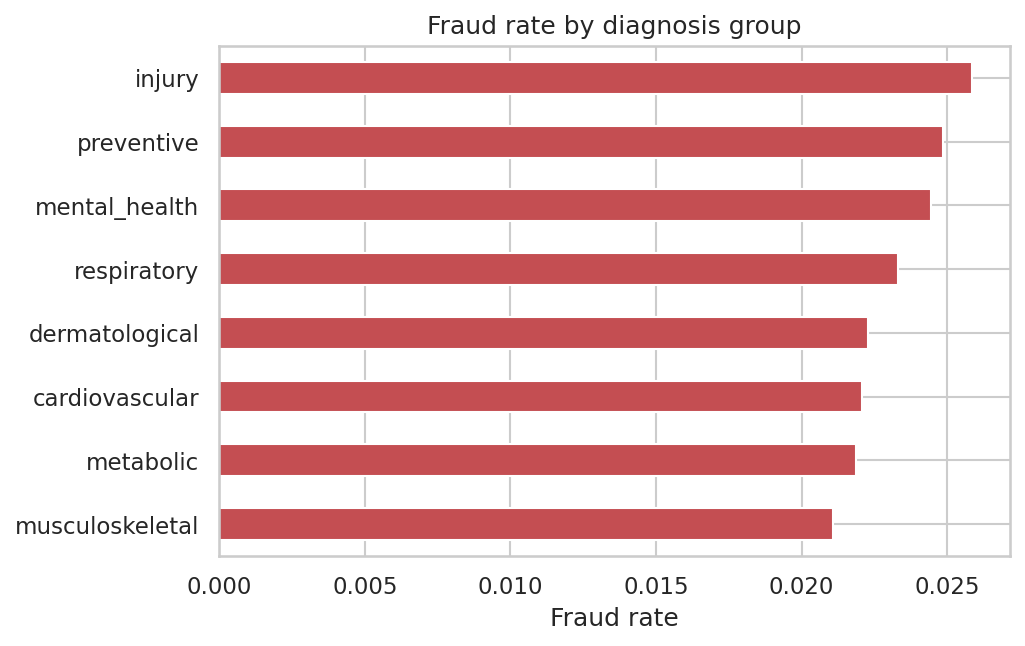 Fraud rate by diagnosis group
injury
preventive
mental_health
respiratory
dermatological
cardiovascular
metabolic
musculoskeletal
0.000 0.005 0.010 0.015 0.020 0.025
Fraud rate